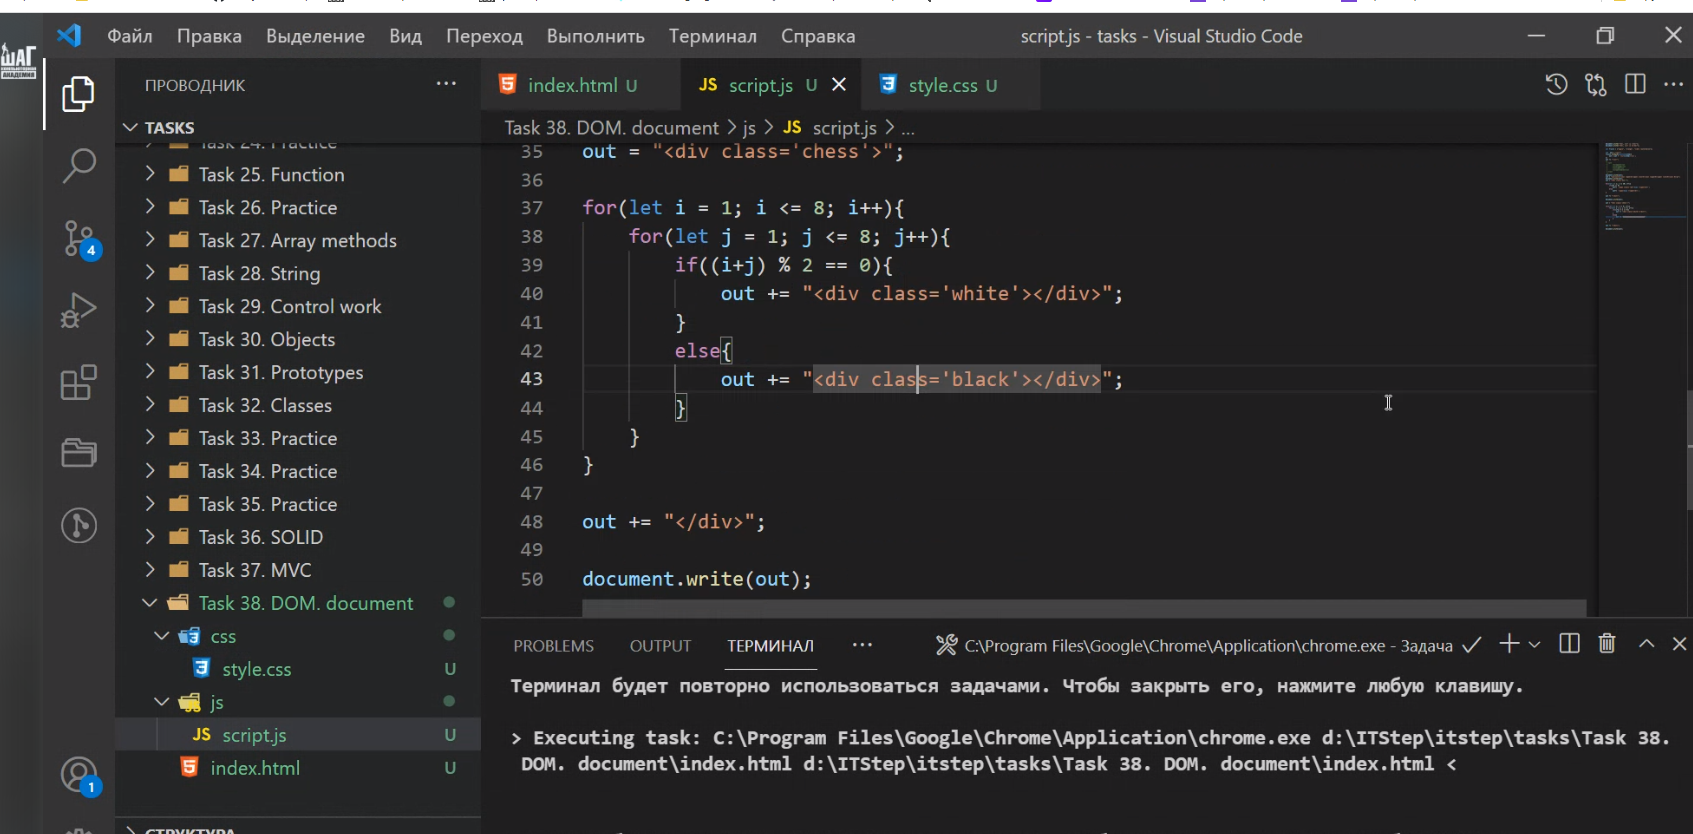 ШАГ
АКАДЕМИЯ
Файл Правка Выделение Вид Переход Выполнить Терминал Справка
script.js - tasks - Visual Studio Code
ПРОВОДНИК ...
index.html U
JS script.js U
style.css U
TASKS
Task 38. DOM. document > js > JS script.js > ...
Task 24. Practice
Task 25. Function
Task 26. Practice
Task 27. Array methods
Task 28. String
Task 29. Control work
Task 30. Objects
Task 31. Prototypes
Task 32. Classes
Task 33. Practice
Task 34. Practice
Task 35. Practice
Task 36. SOLID
Task 37. MVC
Task 38. DOM. document
css
style.css U
js
JS script.js U
index.html U
СТРУКТУРА
4
1
35 out = "<div class='chess'>";
36
37 for(let i = 1; i <= 8; i++){
38 for(let j = 1; j <= 8; j++){
39 if((i+j) % 2 == 0){
40 out += "<div class='white'></div>";
41 }
42 else{
43 out += "<div class='black'></div>";
44 }
45 }
46 }
47
48 out += "</div>";
49
50 document.write(out);
PROBLEMS OUTPUT ТЕРМИНАЛ ... C:\Program Files\Google\Chrome\Application\chrome.exe - Задача
Терминал будет повторно использоваться задачами. Чтобы закрыть его, нажмите любую клавишу.
> Executing task: C:\Program Files\Google\Chrome\Application\chrome.exe d:\ITStep\itstep\tasks\Task 38.
DOM. document\index.html d:\ITStep\itstep\tasks\Task 38. DOM. document\index.html <